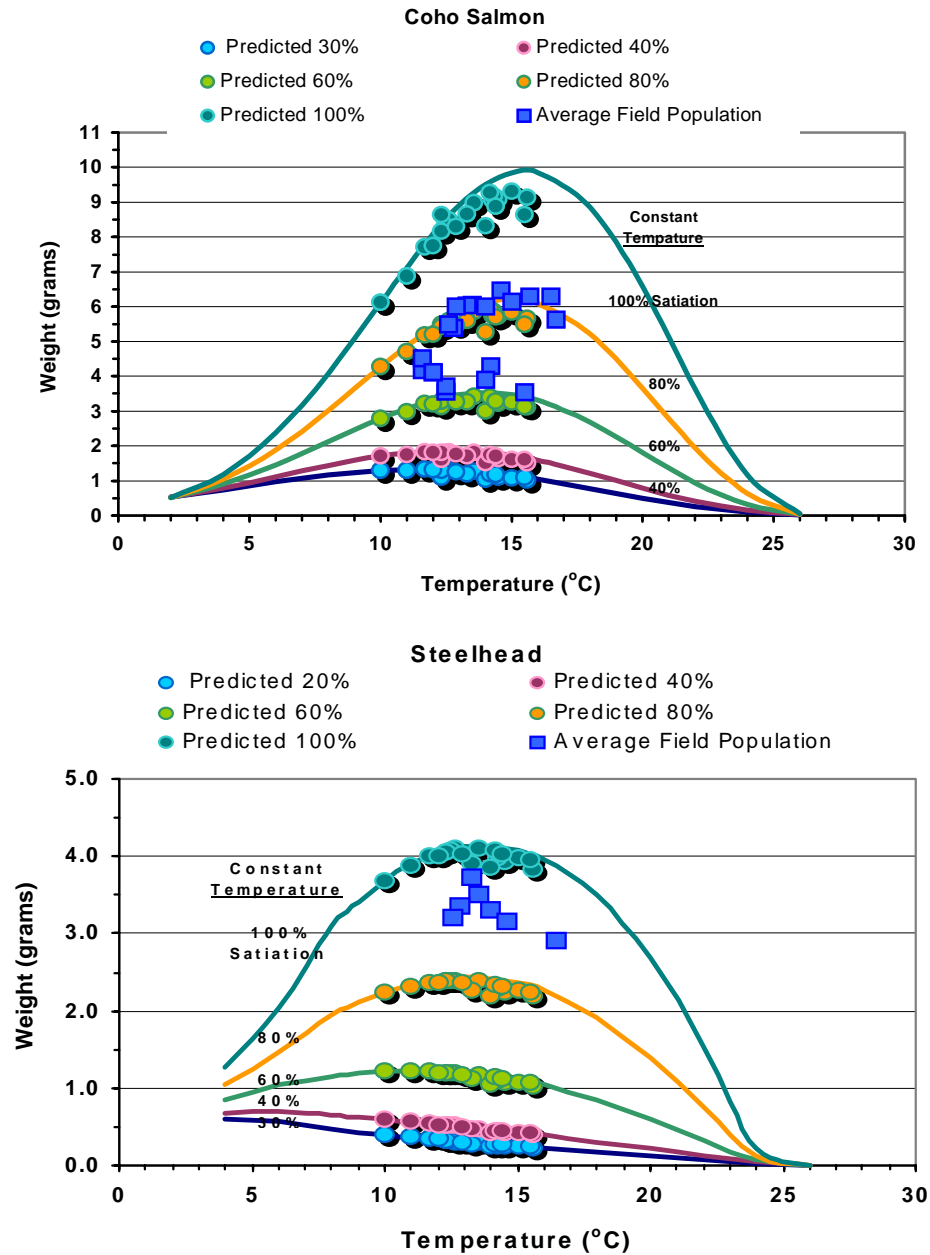 Coho Salmon
Predicted 30% Predicted 40%
Predicted 60% Predicted 80%
Predicted 100% Average Field Population
11
10
9
8
7
6
5
4
3
2
1
0
Weight (grams)
Constant
Tempature
100%Satiation
80%
60%
40%
0 5 10 15 20 25 30
Temperature (oC)
Steelhead
Predicted 20% Predicted 40%
Predicted 60% Predicted 80%
Predicted 100% Average Field Population
5.0
4.0
3.0
2.0
1.0
0.0
Weight (grams)
Constant
Temperature
100%
Satiation
80%
60%
40%
30%
0 5 10 15 20 25 30
Temperature (oC)